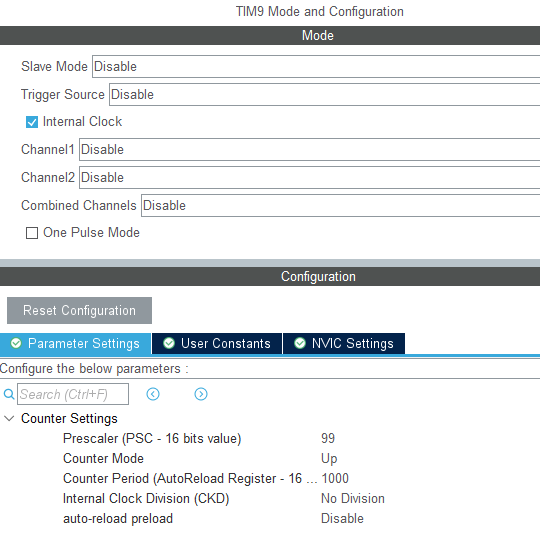 TIM9 Mode and Configuration
Mode
Slave Mode Disable
Trigger Source Disable
Internal Clock
Channel1 Disable
Channel2 Disable
Combined Channels Disable
One Pulse Mode
Configuration
Reset Configuration
Parameter Settings User Constants NVIC Settings
Configure the below parameters :
Search (Ctrl+F)
Counter Settings
Prescaler (PSC - 16 bits value) 99
Counter Mode Up
Counter Period (AutoReload Register - 16 ... 1000
Internal Clock Division (CKD) No Division
auto-reload preload Disable